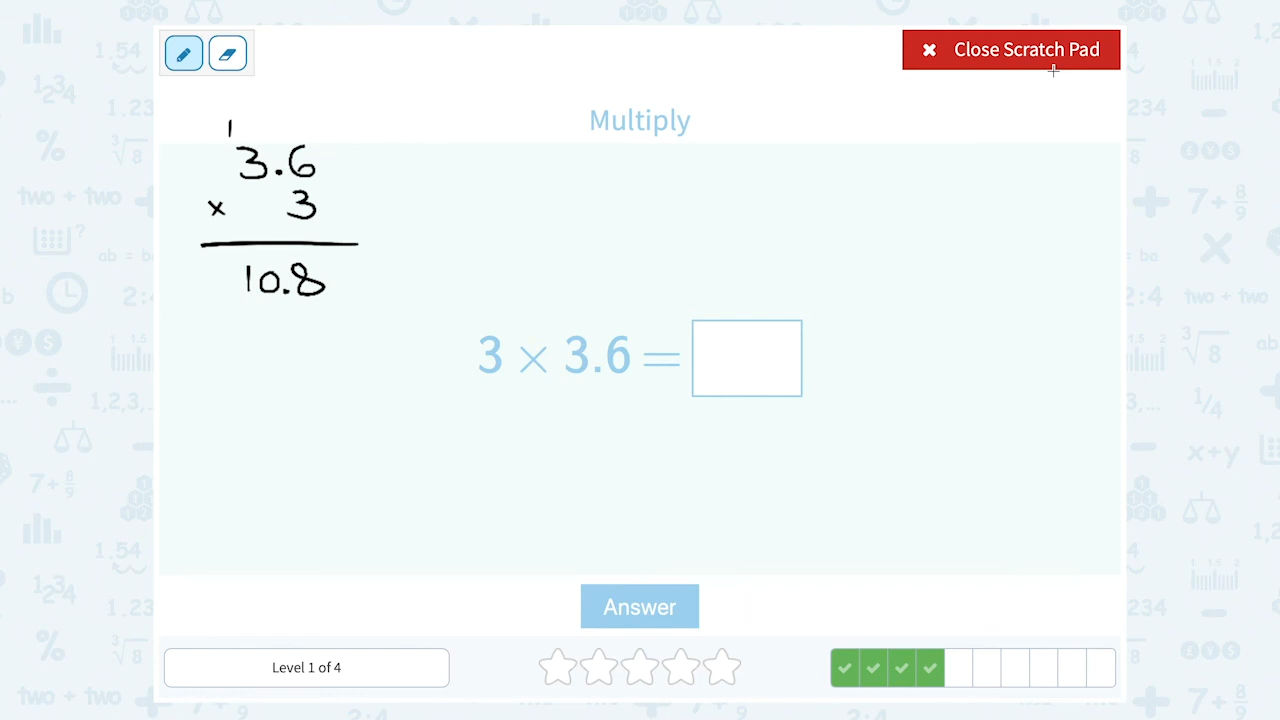 ✖ Close Scratch Pad
Multiply
1
3.6
× 3
10.8
3 × 3.6 =
Answer
Level 1 of 4